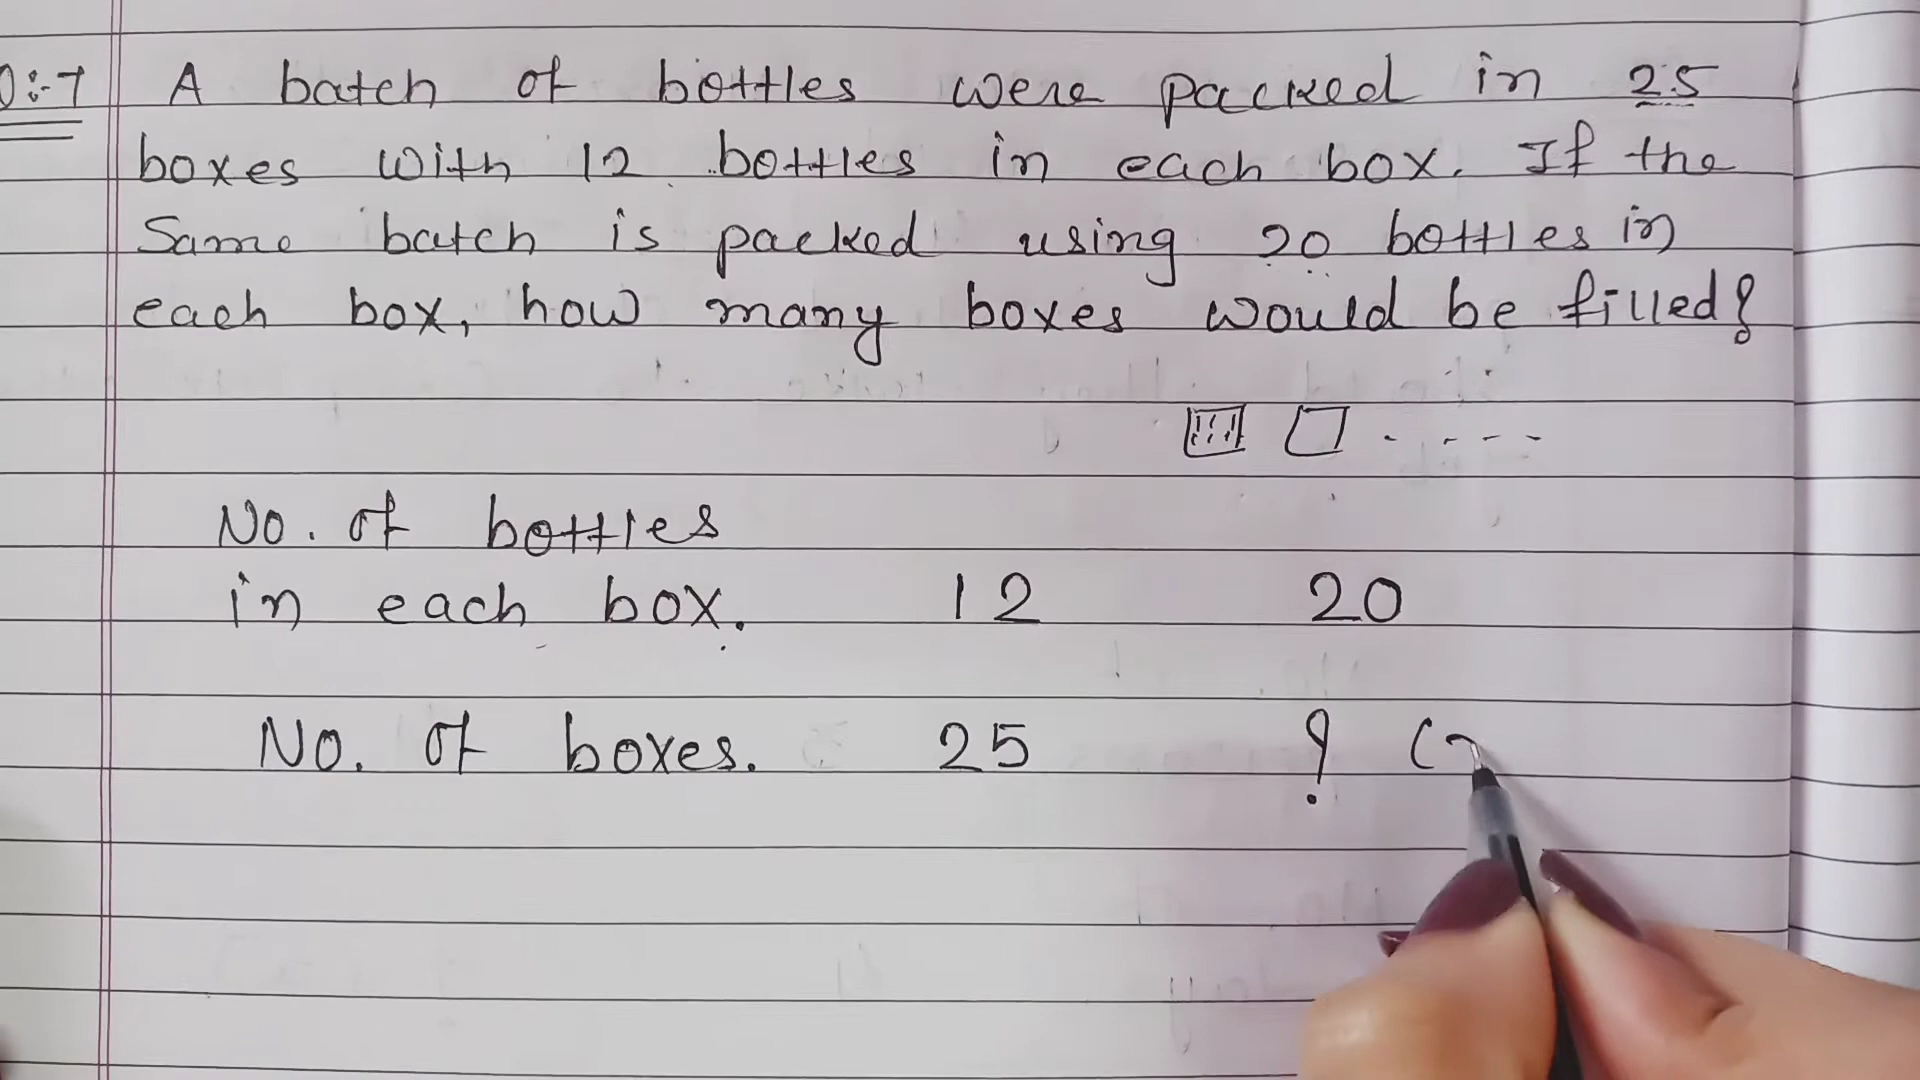 Q:-7 A batch of bottles were packed in 25
boxes with 12 bottles in each box. If the
Same batch is packed using 20 bottles in
each box, how many boxes would be filled?
No. of bottles
in each box. 12 20
No. of boxes. 25 ? (